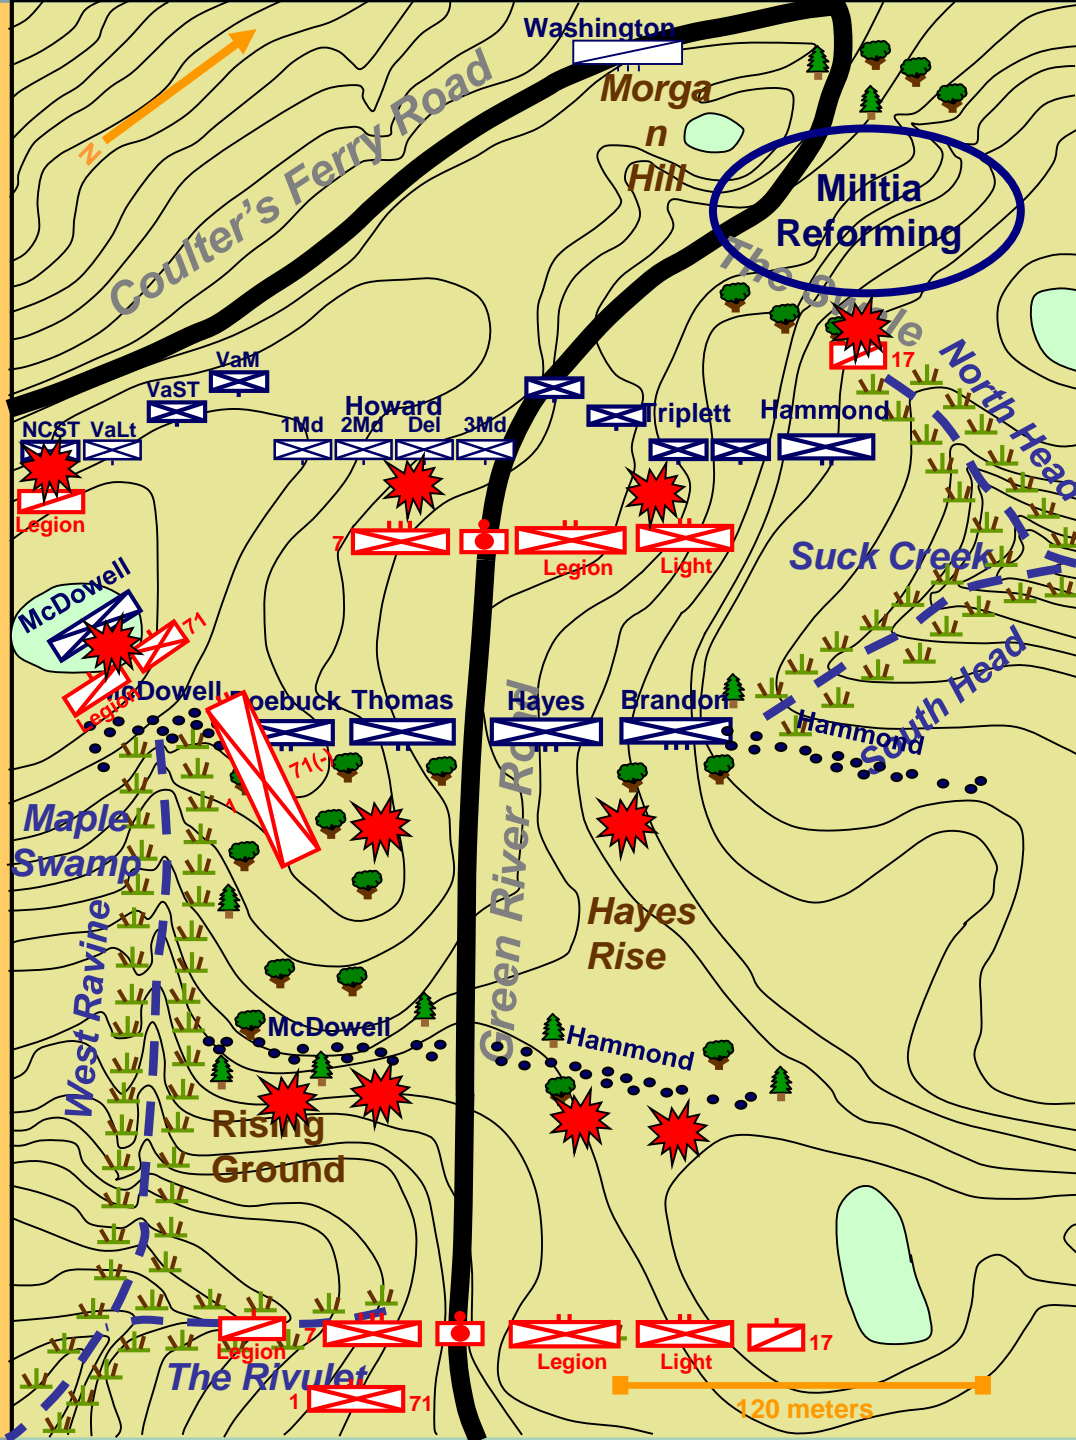 Washington
Morga
n
Hill
N
Coulter's Ferry Road
Militia
Reforming
The Swale
17
North Head
VaM
VaST
NCST
VaLt
Howard
1Md
2Md
Del
3Md
Triplett
Hammond
Legion
7
Legion
Light
Suck Creek
McDowell
71
Legion
McDowell
Roebuck
Thomas
Hayes
Brandon
Hammond
South Head
71(-)
Maple
Swamp
Green River Road
Hayes
Rise
West Ravine
McDowell
Hammond
Rising
Ground
Legion
7
Legion
Light
17
The Rivulet
1
71
120 meters